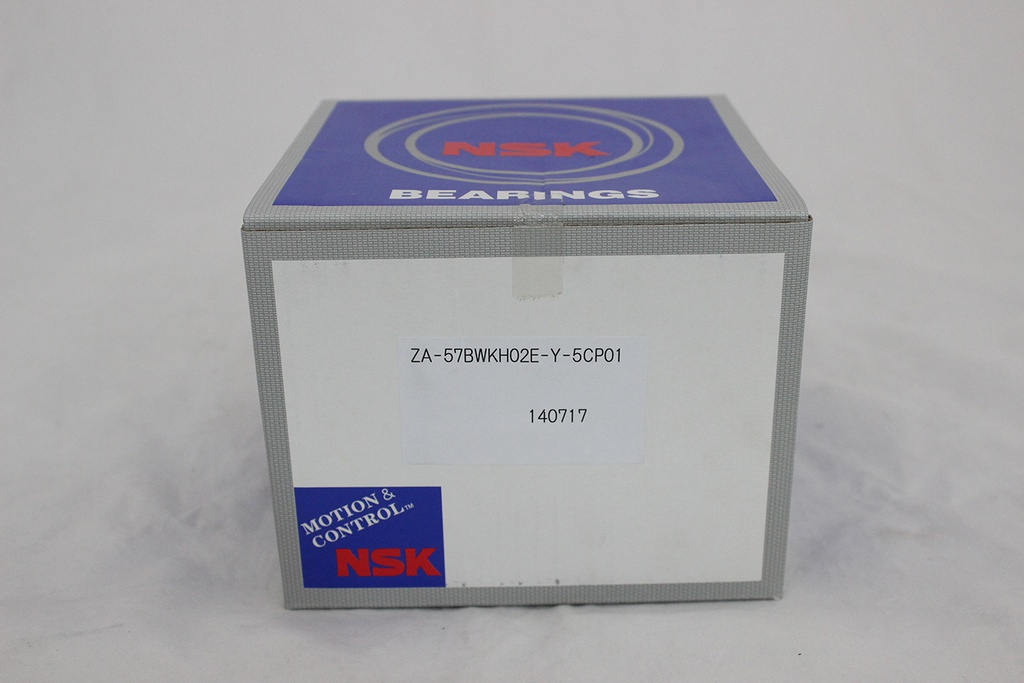 NSK
BEARINGS
ZA-57BWKH02E-Y-5CP01
140717
MOTION &
CONTROL™
NSK